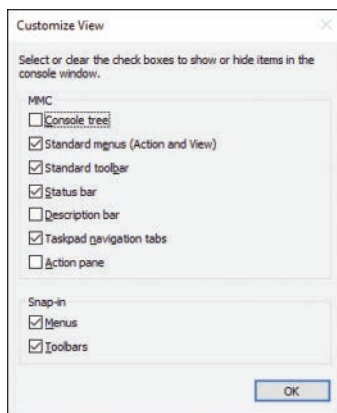 Customize View
Select or clear the check boxes to show or hide items in the
console window.
MMC
Console tree
Standard menus (Action and View)
Standard toolbar
Status bar
Description bar
Taskpad navigation tabs
Action pane
Snap-in
Menus
Toolbars
OK